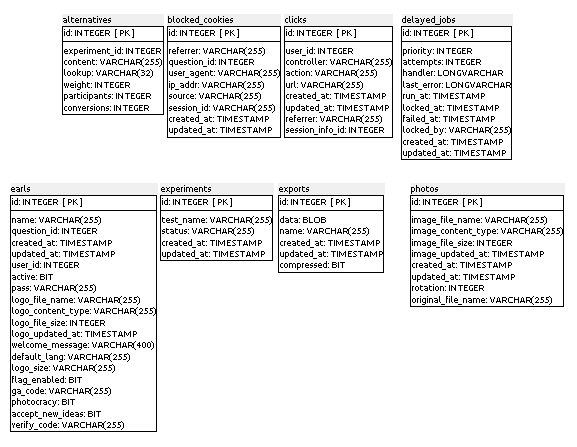 alternatives
id: INTEGER [ PK ]
experiment_id: INTEGER
content: VARCHAR(255)
lookup: VARCHAR(32)
weight: INTEGER
participants: INTEGER
conversions: INTEGER
blocked_cookies
id: INTEGER [ PK ]
referrer: VARCHAR(255)
question_id: INTEGER
user_agent: VARCHAR(255)
ip_addr: VARCHAR(255)
source: VARCHAR(255)
session_id: VARCHAR(255)
created_at: TIMESTAMP
updated_at: TIMESTAMP
clicks
id: INTEGER [ PK ]
user_id: INTEGER
controller: VARCHAR(255)
action: VARCHAR(255)
url: VARCHAR(255)
created_at: TIMESTAMP
updated_at: TIMESTAMP
referrer: VARCHAR(255)
session_info_id: INTEGER
delayed_jobs
id: INTEGER [ PK ]
priority: INTEGER
attempts: INTEGER
handler: LONGVARCHAR
last_error: LONGVARCHAR
run_at: TIMESTAMP
locked_at: TIMESTAMP
failed_at: TIMESTAMP
locked_by: VARCHAR(255)
created_at: TIMESTAMP
updated_at: TIMESTAMP
earls
id: INTEGER [ PK ]
name: VARCHAR(255)
question_id: INTEGER
created_at: TIMESTAMP
updated_at: TIMESTAMP
user_id: INTEGER
active: BIT
pass: VARCHAR(255)
logo_file_name: VARCHAR(255)
logo_content_type: VARCHAR(255)
logo_file_size: INTEGER
logo_updated_at: TIMESTAMP
welcome_message: VARCHAR(400)
default_lang: VARCHAR(255)
logo_size: VARCHAR(255)
flag_enabled: BIT
ga_code: VARCHAR(255)
photocracy: BIT
accept_new_ideas: BIT
verify_code: VARCHAR(255)
experiments
id: INTEGER [ PK ]
test_name: VARCHAR(255)
status: VARCHAR(255)
created_at: TIMESTAMP
updated_at: TIMESTAMP
exports
id: INTEGER [ PK ]
data: BLOB
name: VARCHAR(255)
created_at: TIMESTAMP
updated_at: TIMESTAMP
compressed: BIT
photos
id: INTEGER [ PK ]
image_file_name: VARCHAR(255)
image_content_type: VARCHAR(255)
image_file_size: INTEGER
image_updated_at: TIMESTAMP
created_at: TIMESTAMP
updated_at: TIMESTAMP
rotation: INTEGER
original_file_name: VARCHAR(255)